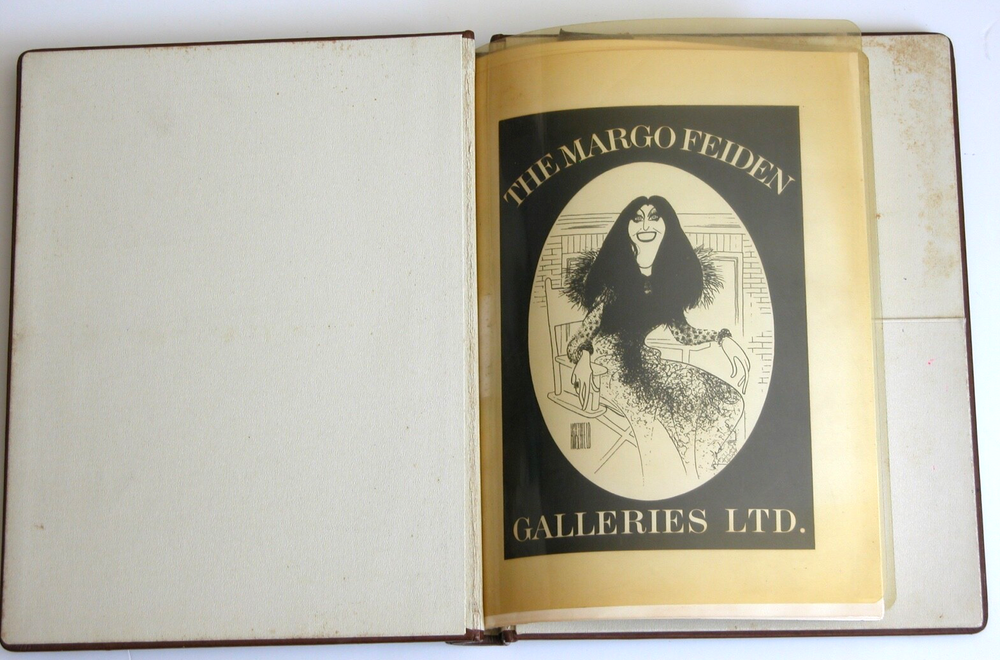 THE MARGO FEIDEN
GALLERIES LTD.